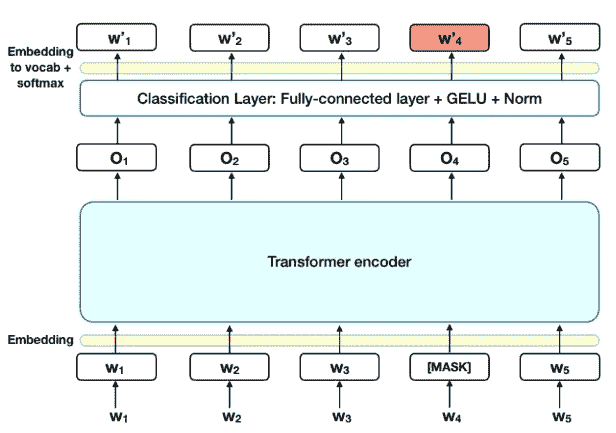 w'1 w'2 w'3 w'4 w'5
Embedding
to vocab +
softmax
Classification Layer: Fully-connected layer + GELU + Norm
O1 O2 O3 O4 O5
Transformer encoder
Embedding
W1 W2 W3 [MASK] W5
W1 W2 W3 W4 W5